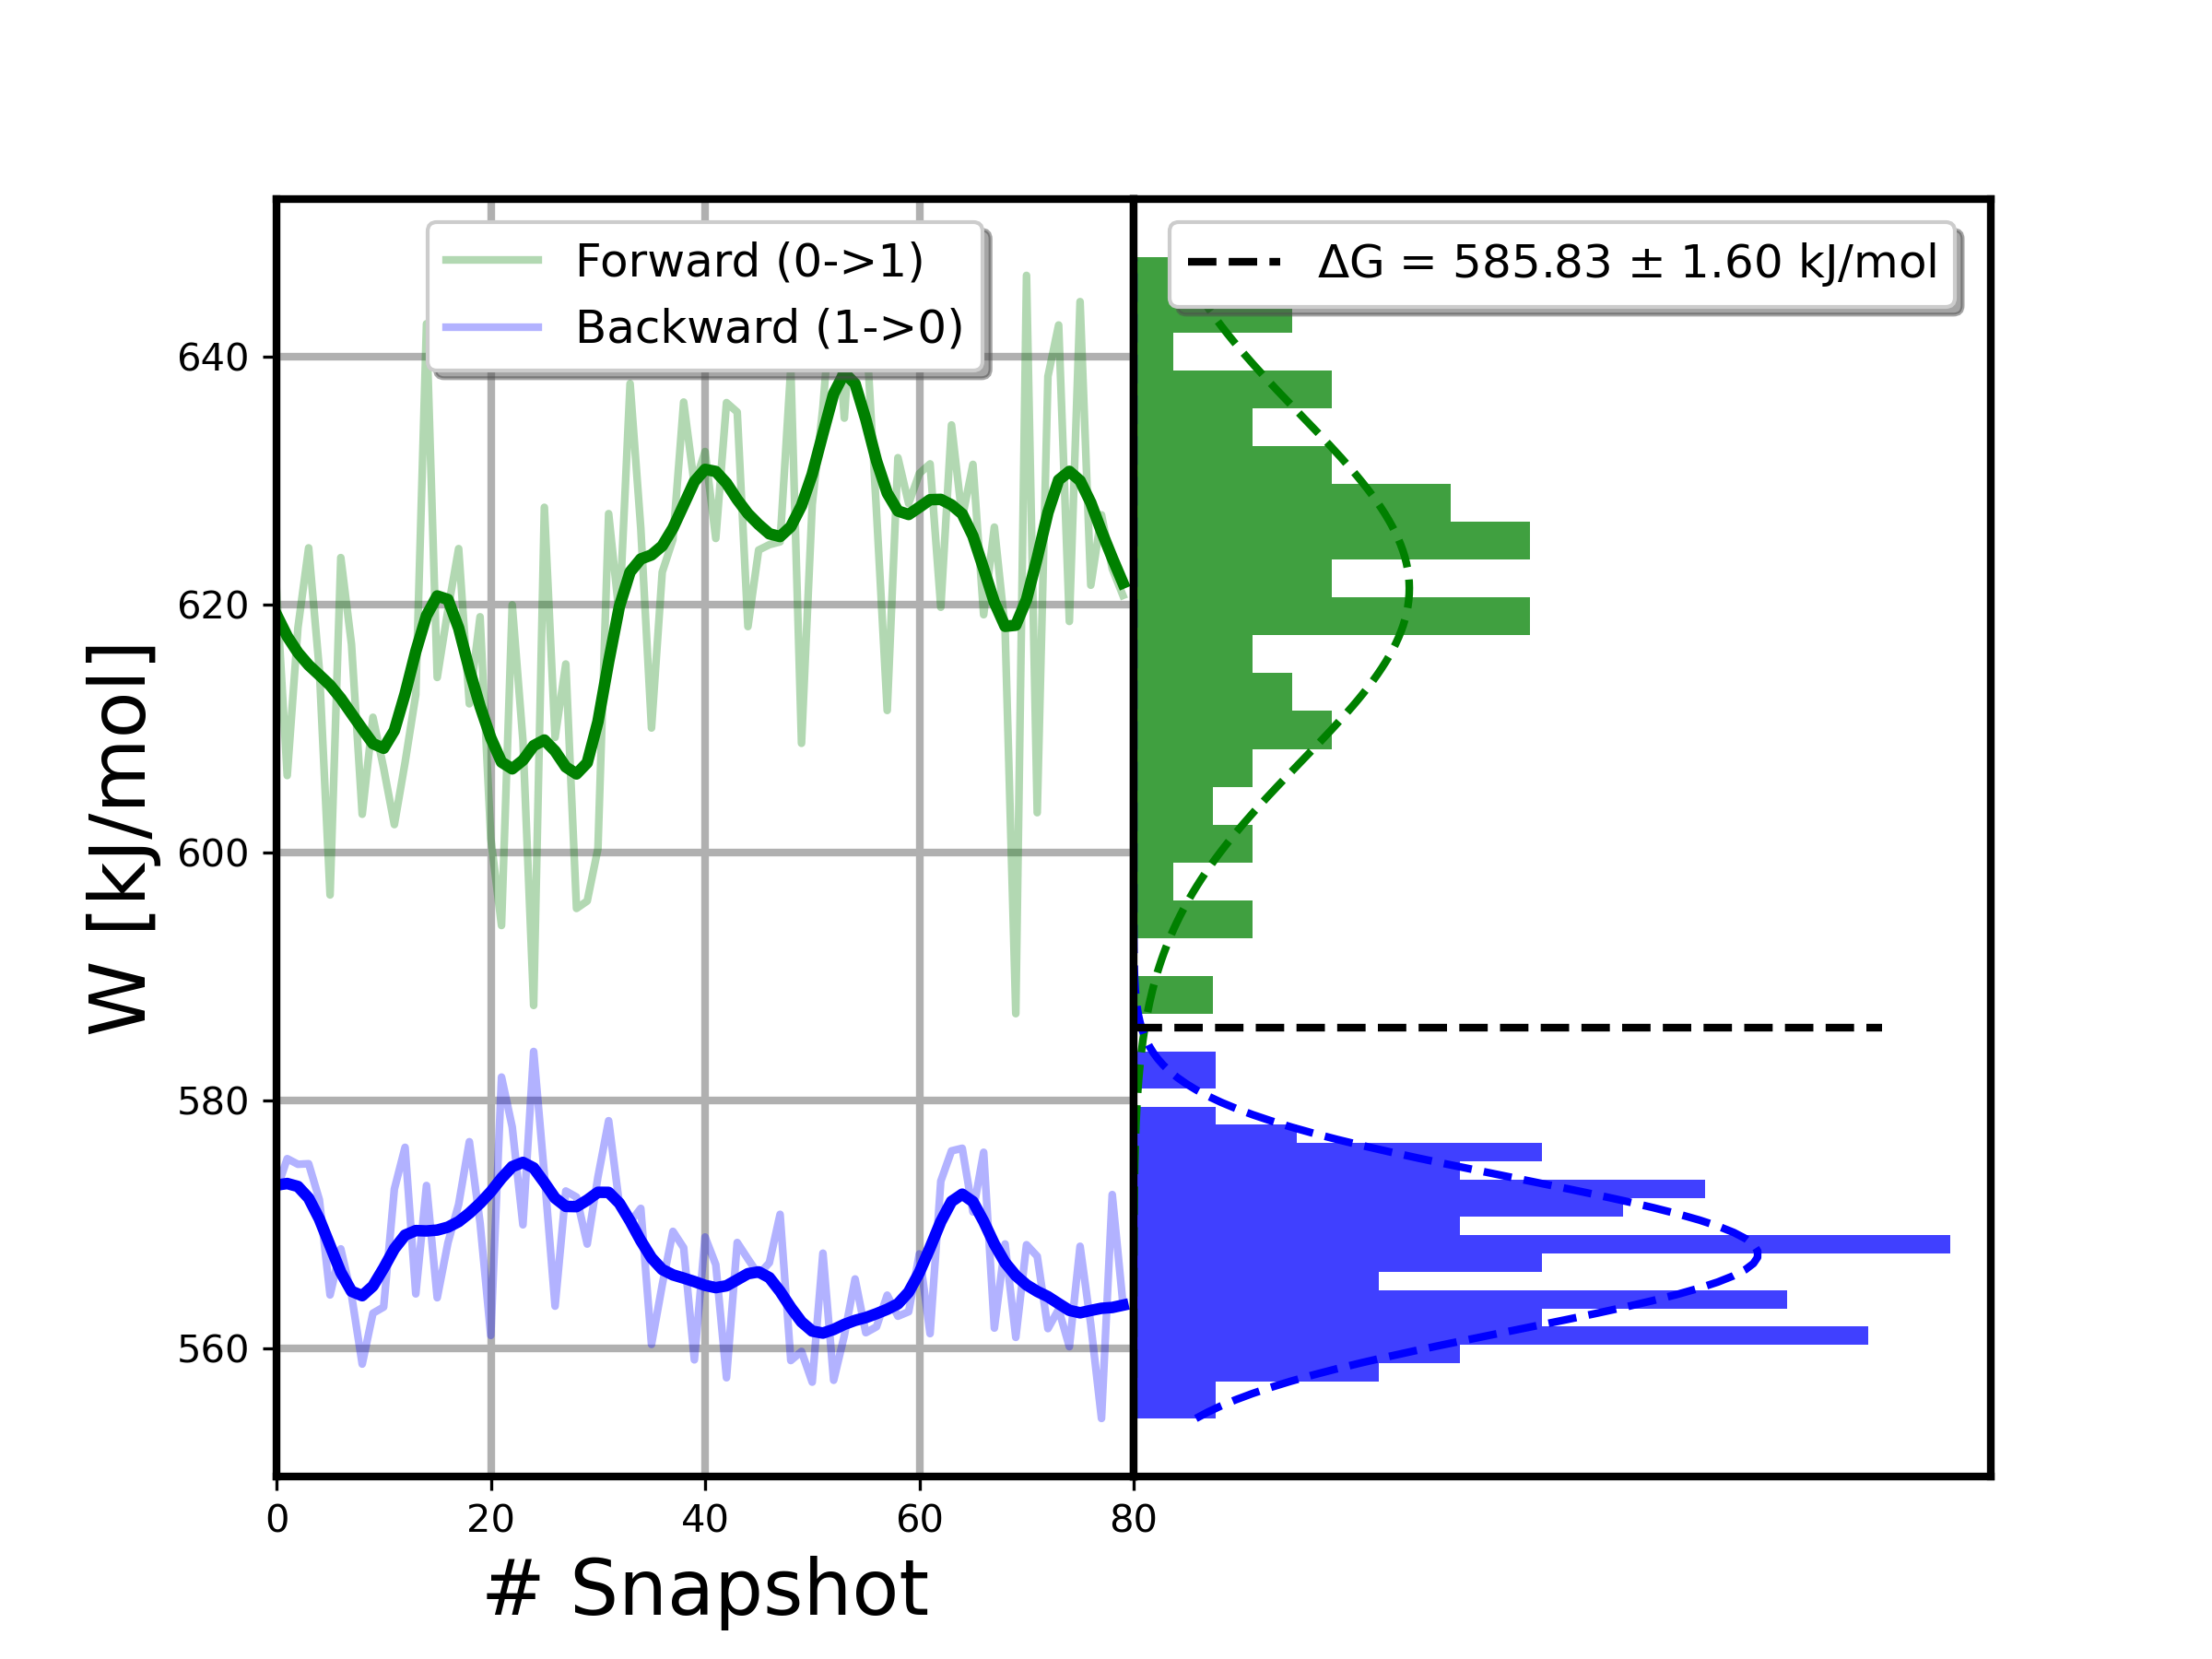 Forward (0->1)
Backward (1->0)
ΔG = 585.83 ± 1.60 kJ/mol
W [kJ/mol]
640
620
600
580
560
0 20 40 60 80
# Snapshot